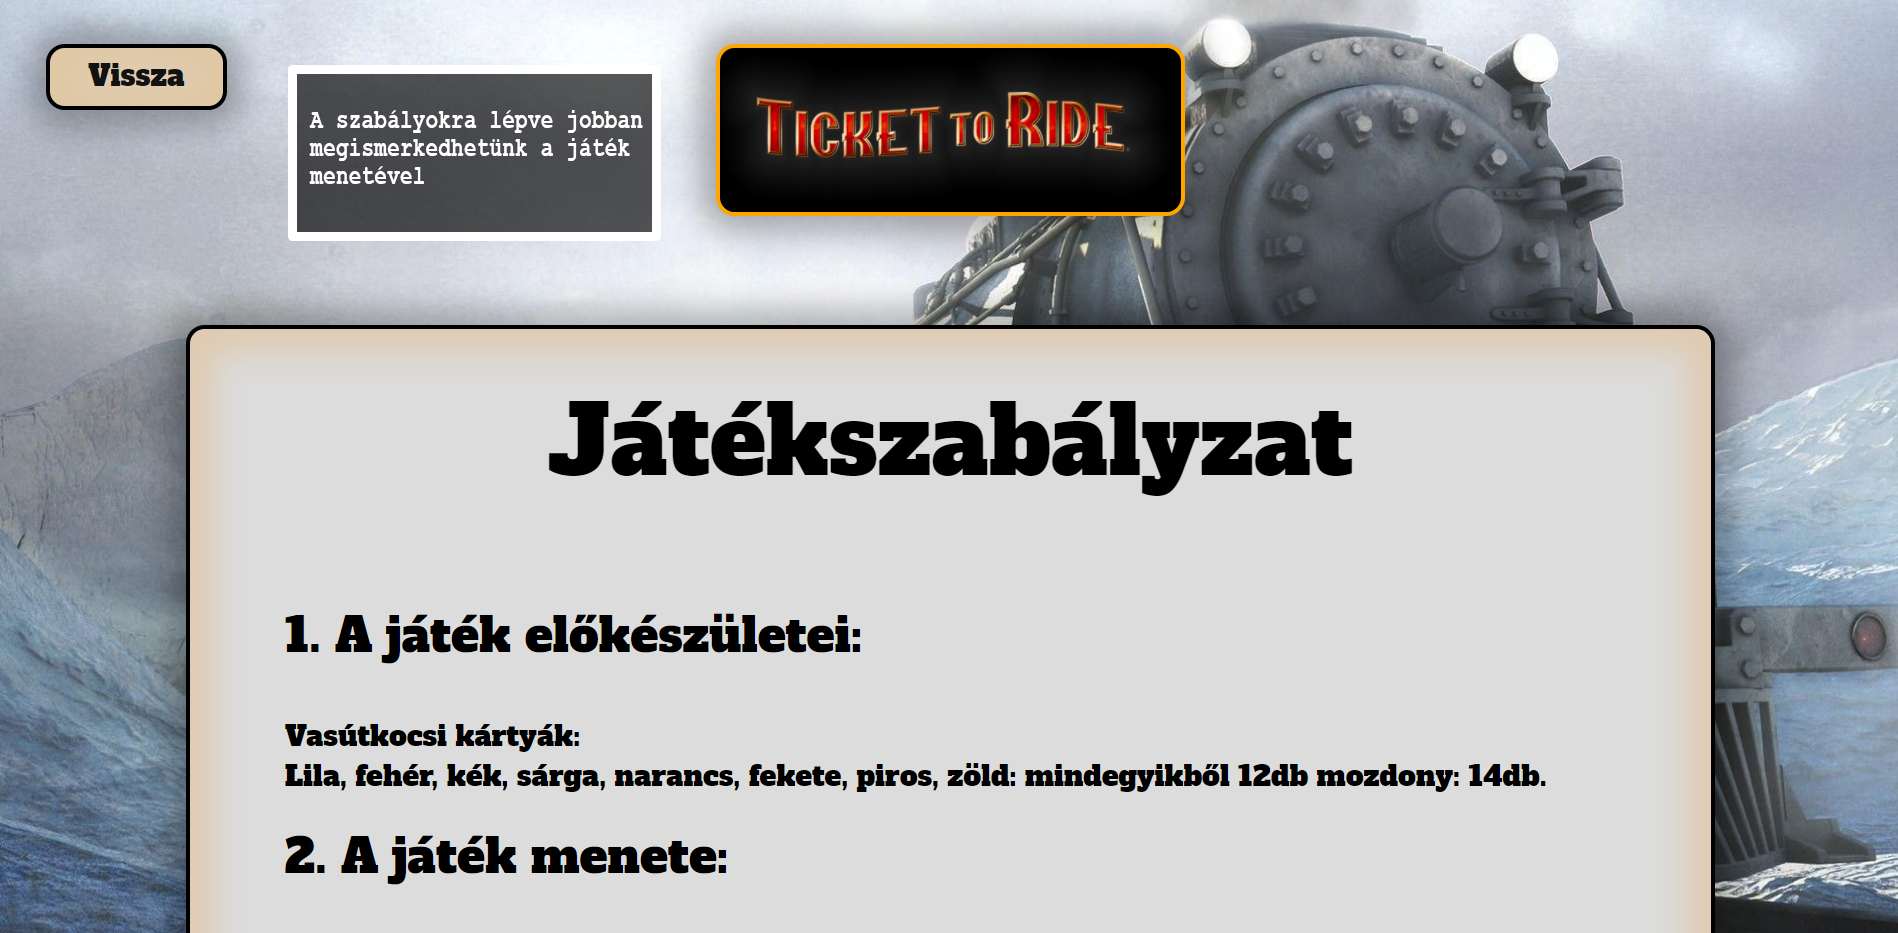 Vissza
A szabályokra lépve jobban
megismerkedhetünk a játék
menetével
TICKET TO RIDE
Játékszabályzat
1. A játék előkészületei:
Vasútkocsi kártyák:
Lila, fehér, kék, sárga, narancs, fekete, piros, zöld: mindegyikből 12db mozdony: 14db.
2. A játék menete: